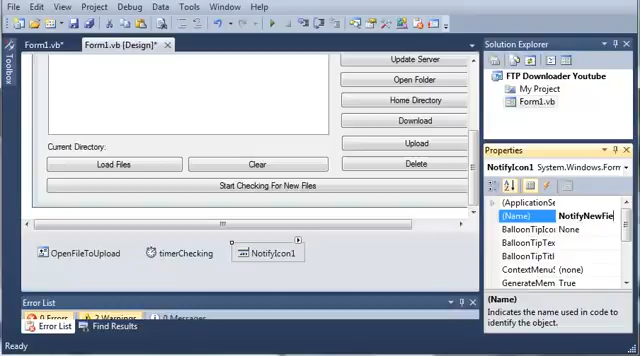 File Edit View Project Build Debug Data Tools Window Community Help
Form1.vb*
Form1.vb [Design]*
Toolbox
Update Server
Open Folder
Home Directory
Download
Upload
Delete
Current Directory:
Load Files
Clear
Start Checking For New Files
OpenFileToUpload
timerChecking
NotifyIcon1
Error List
0 Errors
2 Warnings
0 Messages
Error List
Find Results
Ready
Solution Explorer
FTP Downloader Youtube
My Project
Form1.vb
Properties
NotifyIcon1 System.Windows.Form
(ApplicationSe
(Name) NotifyNewFie
BalloonTipIco None
BalloonTipTex
BalloonTipTitl
ContextMenuS (none)
GenerateMem True
(Name)
Indicates the name used in code to
identify the object.